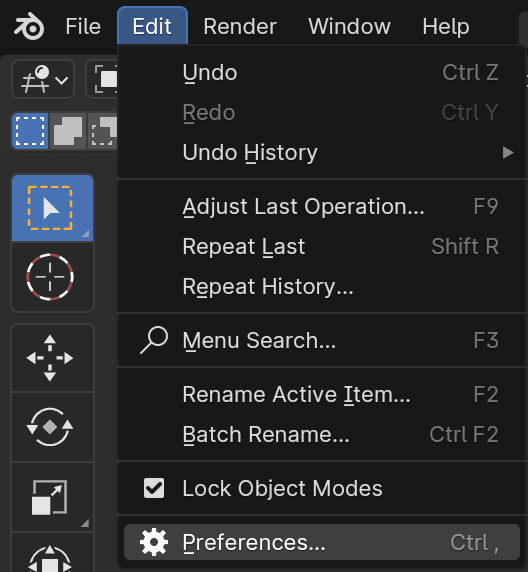 File Edit Render Window Help
Undo Ctrl Z
Redo Ctrl Y
Undo History
Adjust Last Operation... F9
Repeat Last Shift R
Repeat History...
Menu Search... F3
Rename Active Item... F2
Batch Rename... Ctrl F2
Lock Object Modes
Preferences... Ctrl ,